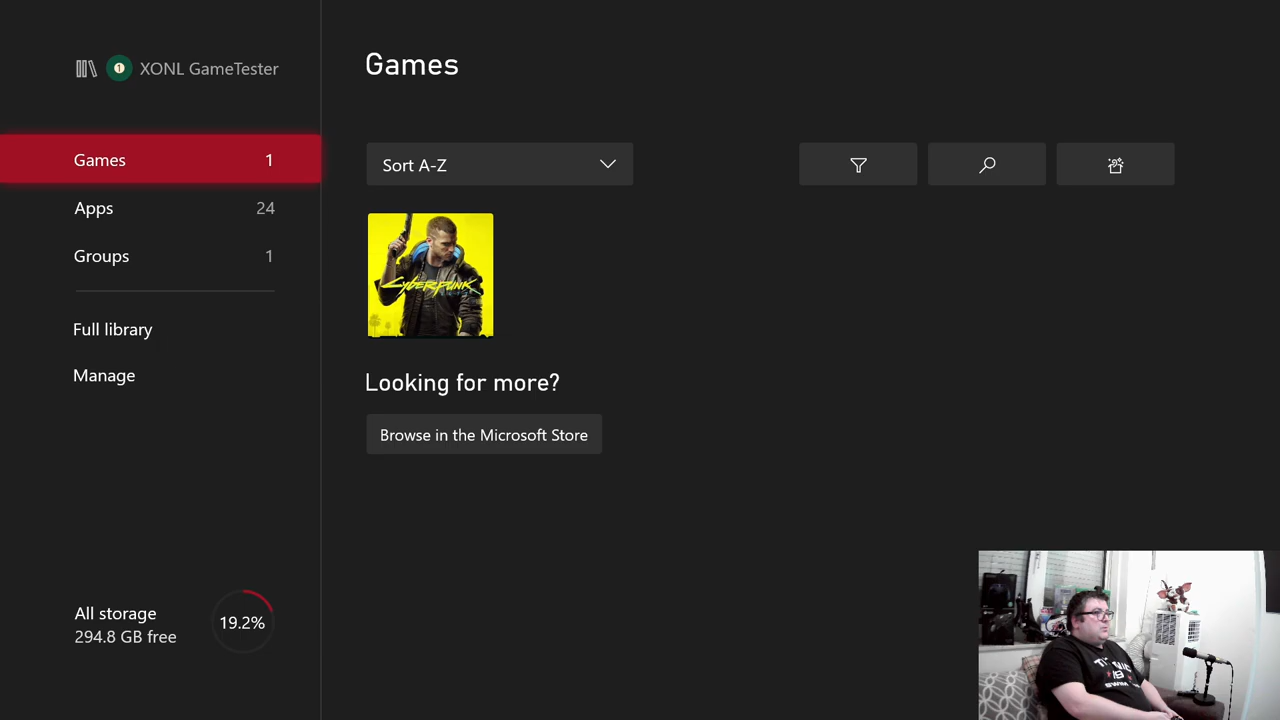 XONL GameTester
Games 1
Apps 24
Groups 1
Full library
Manage
All storage
294.8 GB free
19.2%
Games
Sort A-Z
CYBERPUNK
Looking for more?
Browse in the Microsoft Store